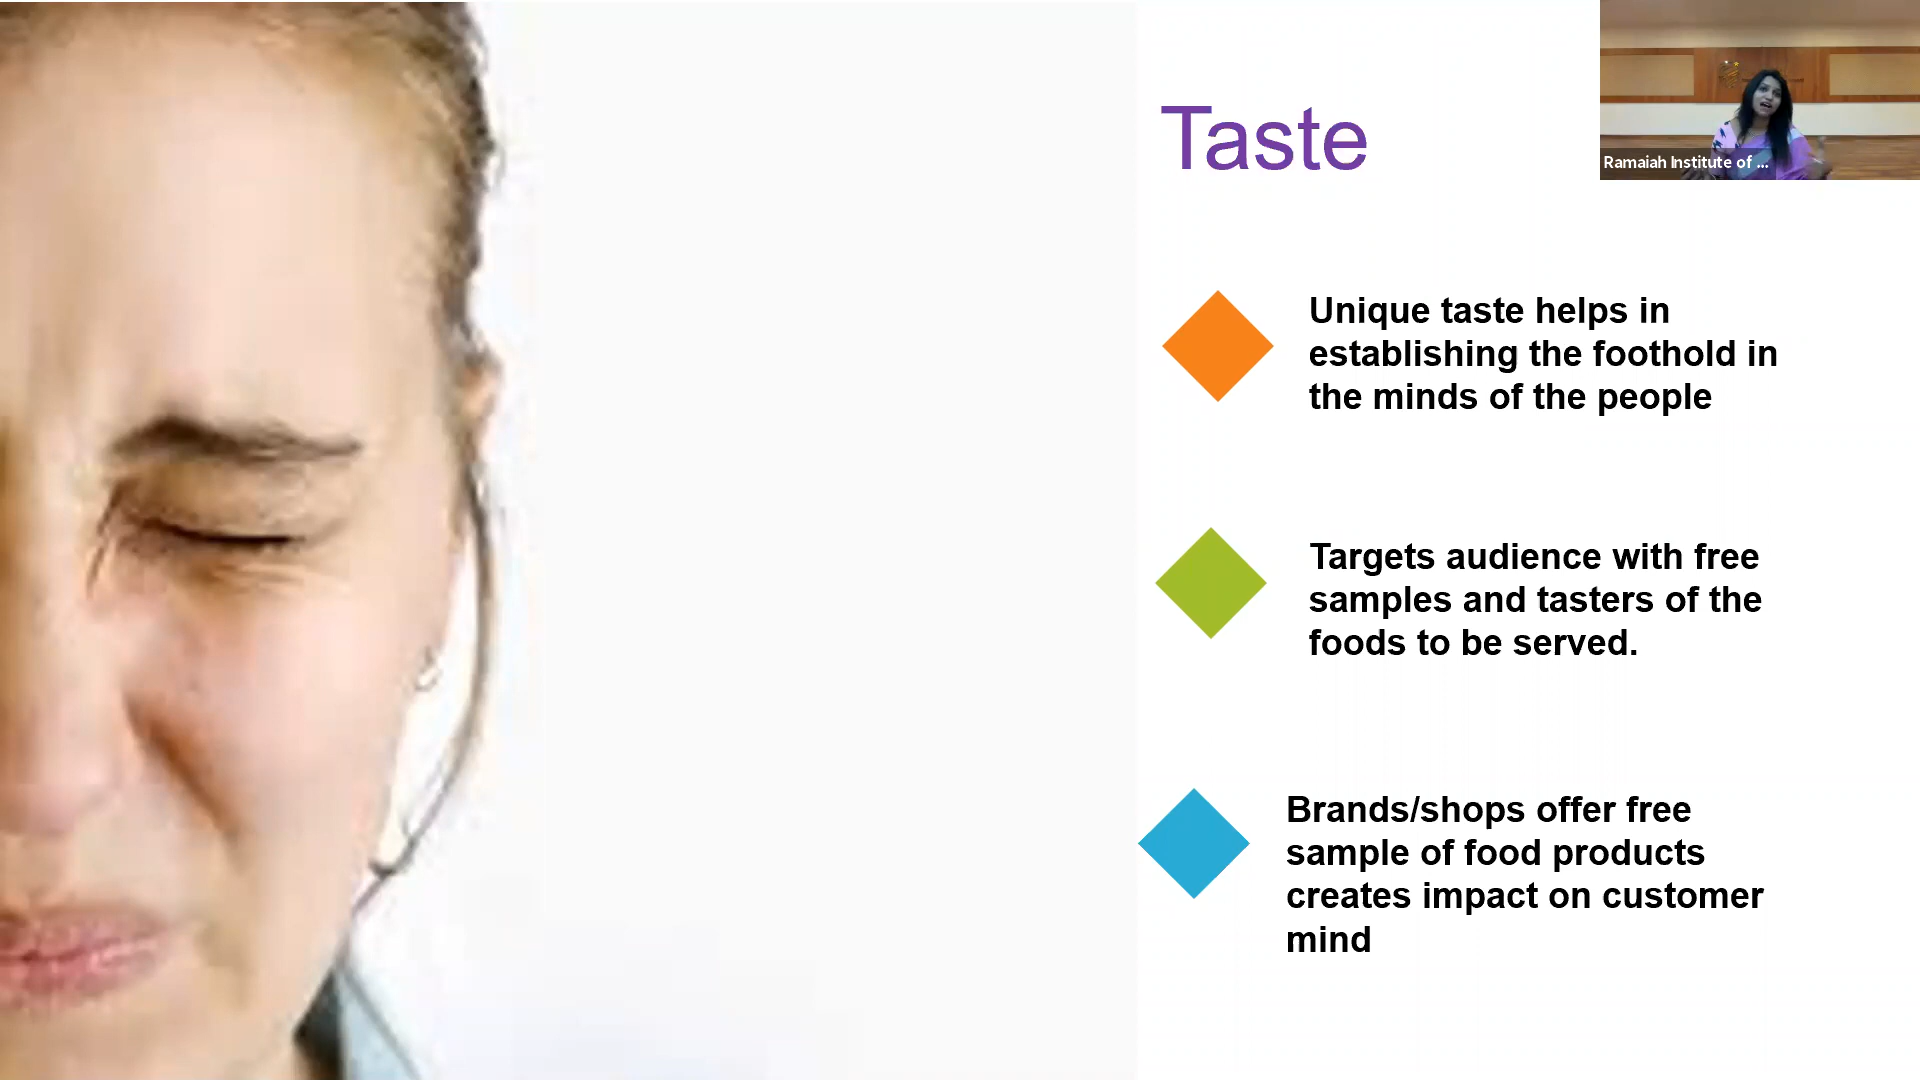 Taste
Ramaiah Institute of ...
Unique taste helps in
establishing the foothold in
the minds of the people
Targets audience with free
samples and tasters of the
foods to be served.
Brands/shops offer free
sample of food products
creates impact on customer
mind